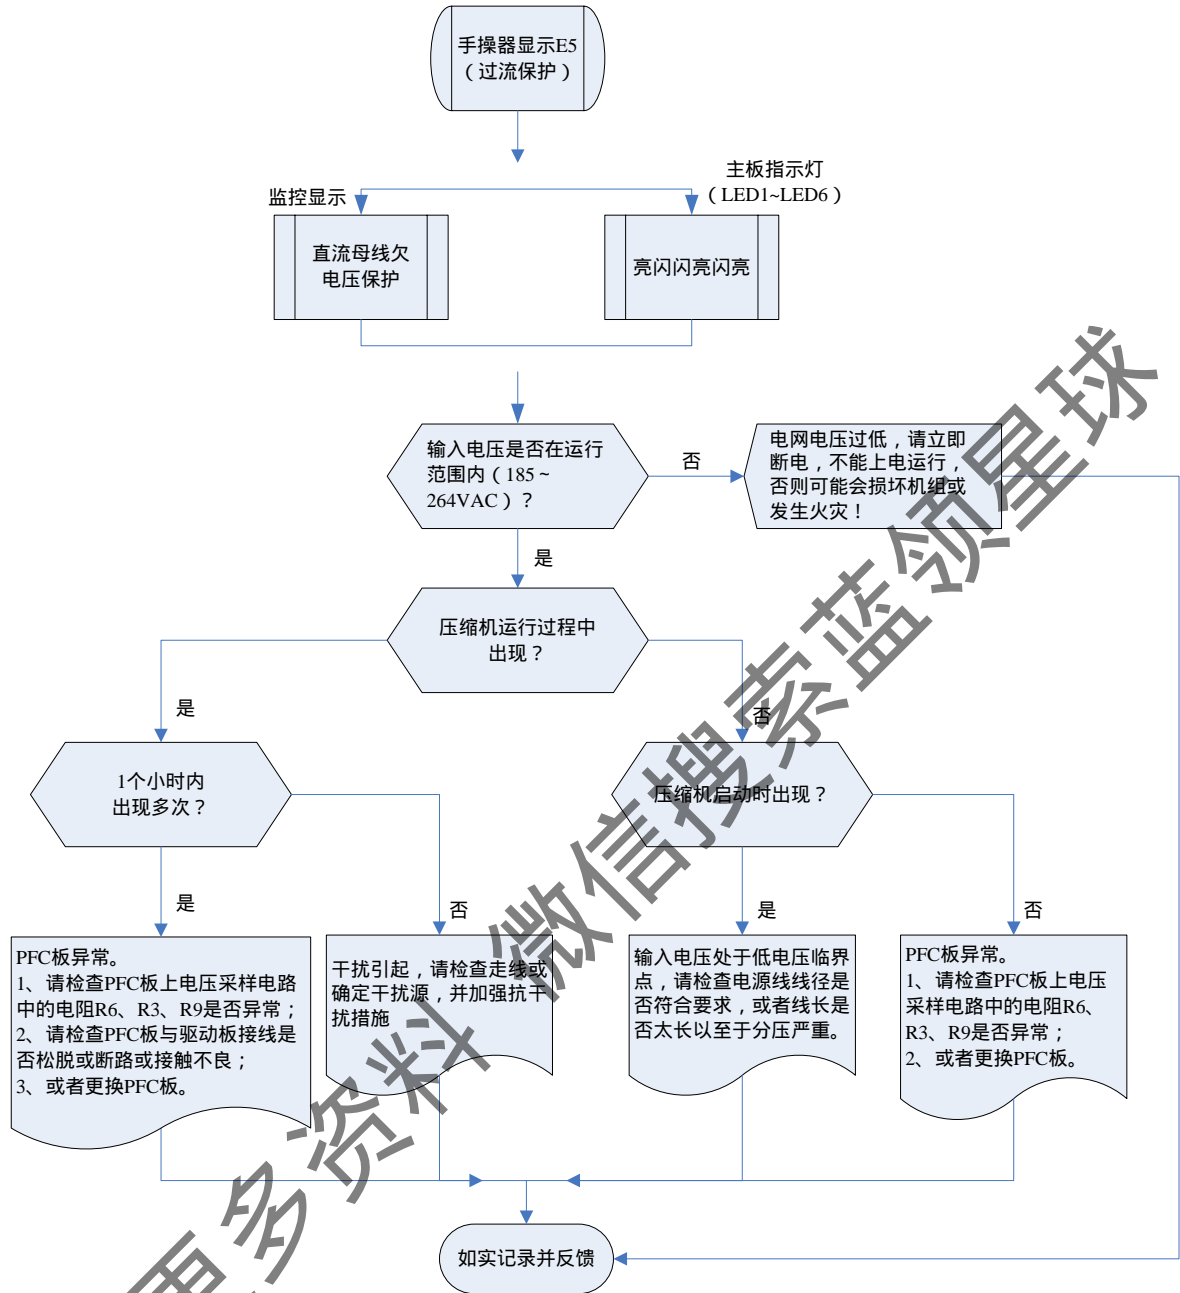 手操器显示E5
（过流保护）
主板指示灯
（LED1~LED6）
监控显示
直流母线欠
电压保护
亮闪闪亮闪亮
输入电压是否在运行
范围内（185～
264VAC）？
否
电网电压过低，请立即
断电，不能上电运行，
否则可能会损坏机组或
发生火灾！
是
压缩机运行过程中
出现？
是
否
1个小时内
出现多次？
压缩机启动时出现？
是
否
是
否
PFC板异常。
1、请检查PFC板上电压采样电路
中的电阻R6、R3、R9是否异常；
2、请检查PFC板与驱动板接线是
否松脱或断路或接触不良；
3、或者更换PFC板。
干扰引起，请检查走线或
确定干扰源，并加强抗干
扰措施
输入电压处于低电压临界
点，请检查电源线线径是
否符合要求，或者线长是
否太长以至于分压严重。
PFC板异常。
1、请检查PFC板上电压
采样电路中的电阻R6、
R3、R9是否异常；
2、或者更换PFC板。
如实记录并反馈
更多资料 微信搜索蓝领星球